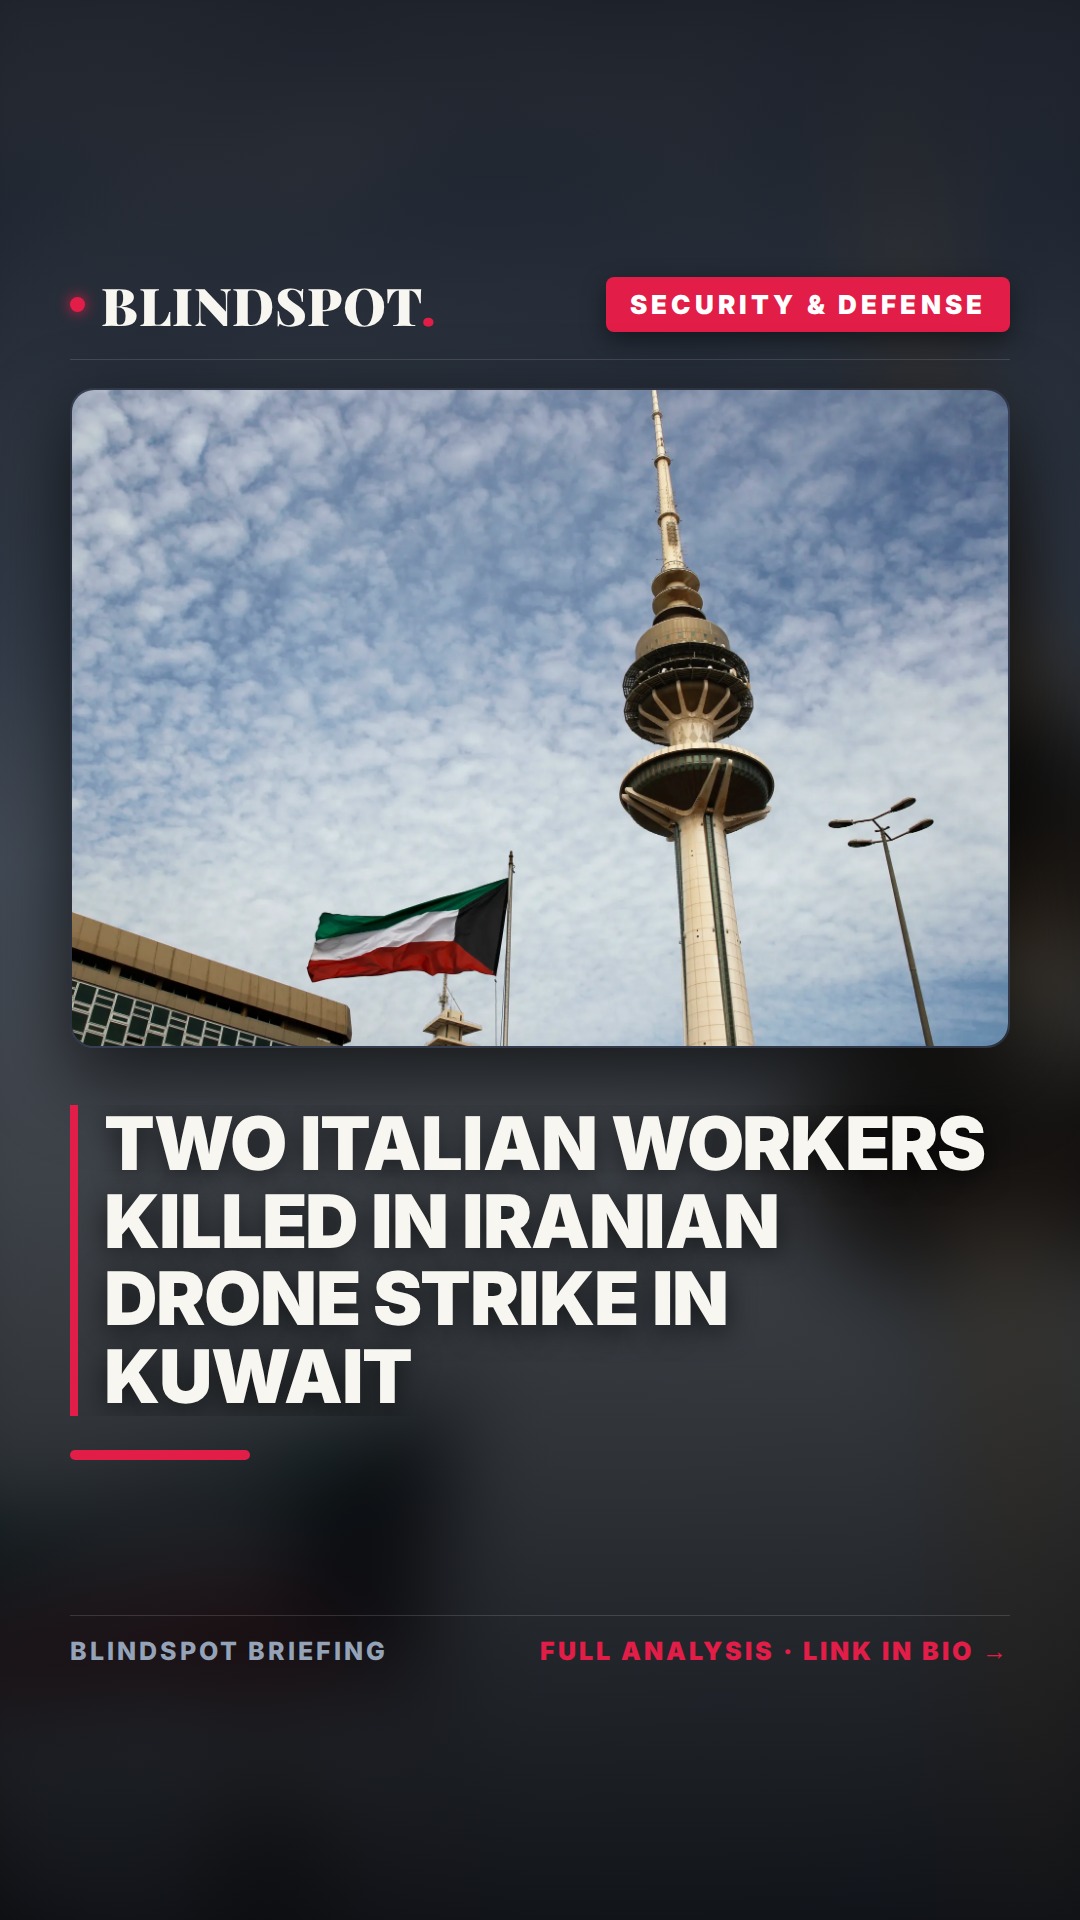 BLINDSPOT.
SECURITY & DEFENSE
TWO ITALIAN WORKERS
KILLED IN IRANIAN
DRONE STRIKE IN
KUWAIT
BLINDSPOT BRIEFING
FULL ANALYSIS · LINK IN BIO →